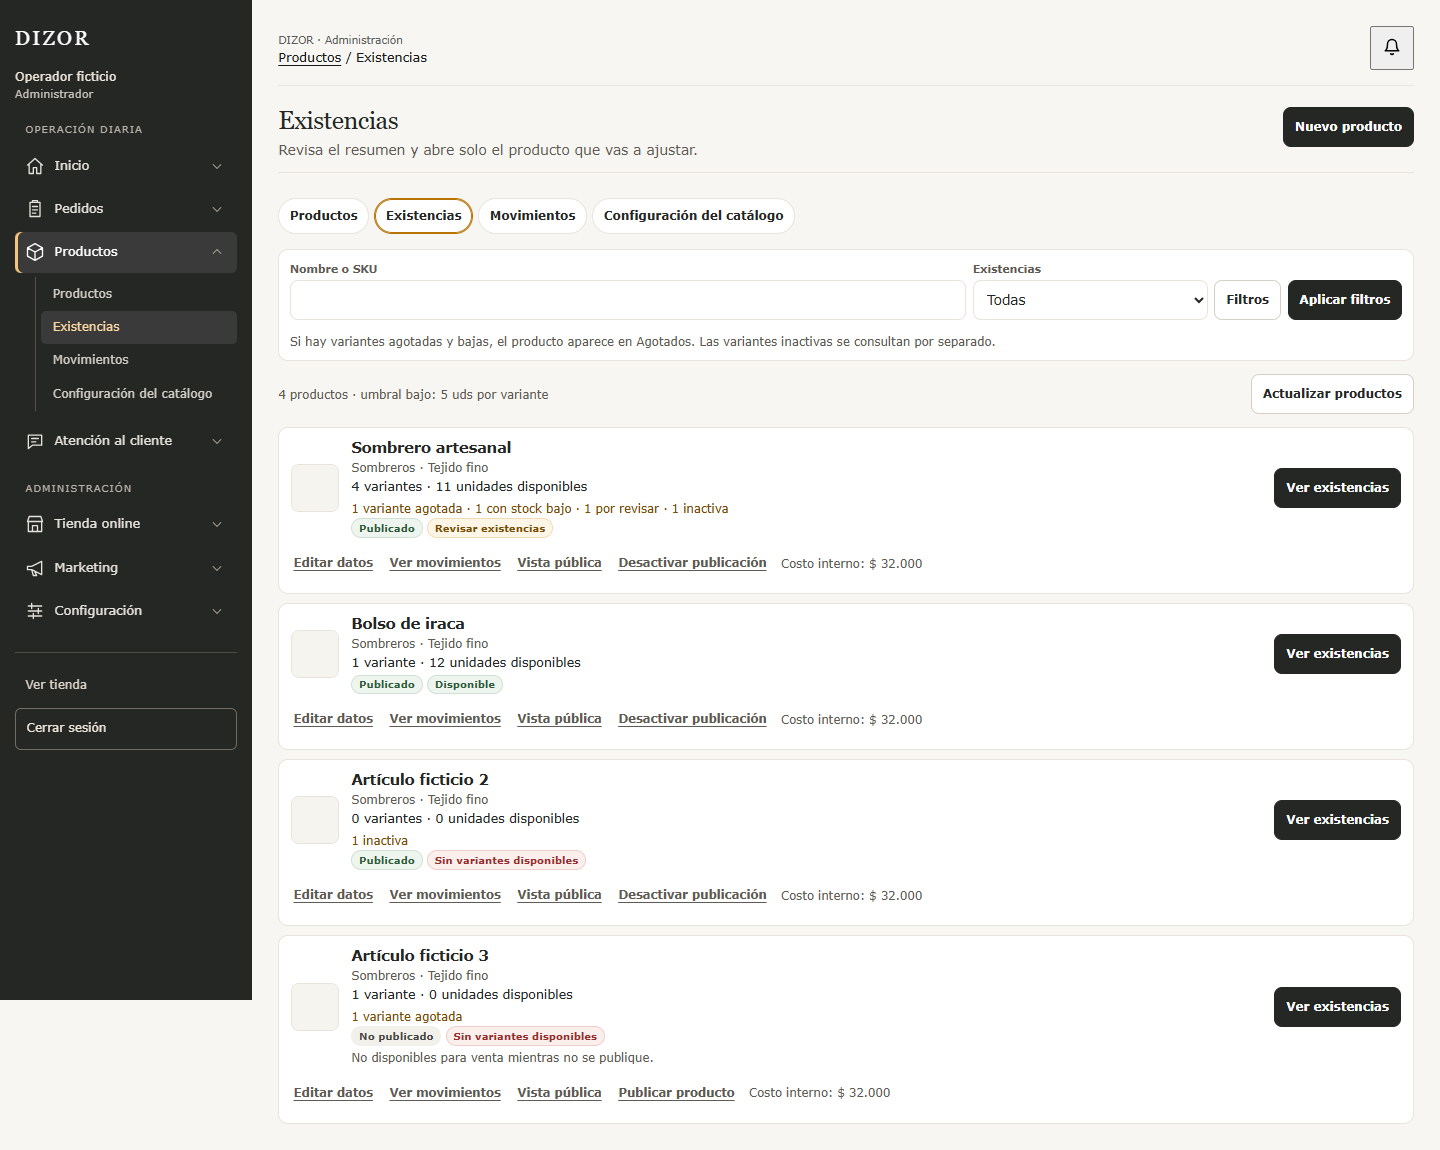 DIZOR
Operador ficticio
Administrador
OPERACIÓN DIARIA
Inicio
Pedidos
Productos
Productos
Existencias
Movimientos
Configuración del catálogo
Atención al cliente
ADMINISTRACIÓN
Tienda online
Marketing
Configuración
Ver tienda
Cerrar sesión
DIZOR · Administración
Productos / Existencias
Existencias
Revisa el resumen y abre solo el producto que vas a ajustar.
Nuevo producto
Productos Existencias Movimientos Configuración del catálogo
Nombre o SKU Existencias
Todas Filtros Aplicar filtros
Si hay variantes agotadas y bajas, el producto aparece en Agotados. Las variantes inactivas se consultan por separado.
4 productos · umbral bajo: 5 uds por variante Actualizar productos
Sombrero artesanal
Sombreros · Tejido fino
4 variantes · 11 unidades disponibles
1 variante agotada · 1 con stock bajo · 1 por revisar · 1 inactiva
Publicado Revisar existencias
Ver existencias
Editar datos Ver movimientos Vista pública Desactivar publicación Costo interno: $ 32.000
Bolso de iraca
Sombreros · Tejido fino
1 variante · 12 unidades disponibles
Publicado Disponible
Ver existencias
Editar datos Ver movimientos Vista pública Desactivar publicación Costo interno: $ 32.000
Artículo ficticio 2
Sombreros · Tejido fino
0 variantes · 0 unidades disponibles
1 inactiva
Publicado Sin variantes disponibles
Ver existencias
Editar datos Ver movimientos Vista pública Desactivar publicación Costo interno: $ 32.000
Artículo ficticio 3
Sombreros · Tejido fino
1 variante · 0 unidades disponibles
1 variante agotada
No publicado Sin variantes disponibles
No disponibles para venta mientras no se publique.
Ver existencias
Editar datos Ver movimientos Vista pública Publicar producto Costo interno: $ 32.000